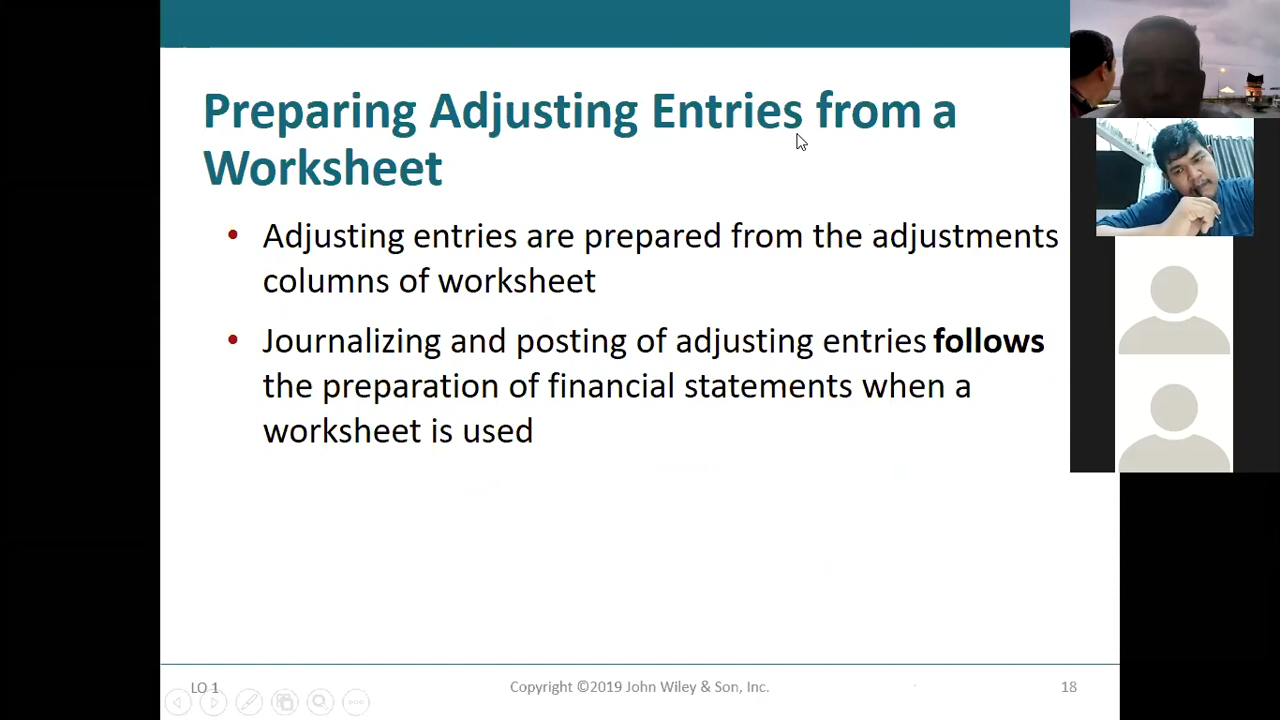 Preparing Adjusting Entries from a
Worksheet
• Adjusting entries are prepared from the adjustments
columns of worksheet
• Journalizing and posting of adjusting entries follows
the preparation of financial statements when a
worksheet is used
LO 1
Copyright ©2019 John Wiley & Son, Inc.
18